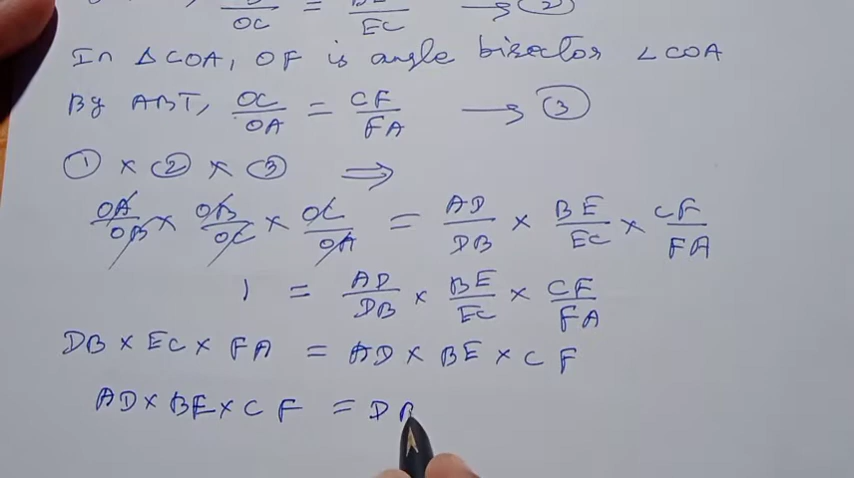 OC = EC → ②
In △COA, OF is angle bisector ∠COA
By ABT, OC/OA = CF/FA → ③
① × ② × ③ ⇒
OA/OB × OB/OC × OC/OA = AD/DB × BE/EC × CF/FA
1 = AD/DB × BE/EC × CF/FA
DB × EC × FA = AD × BE × CF
AD × BE × CF = DB